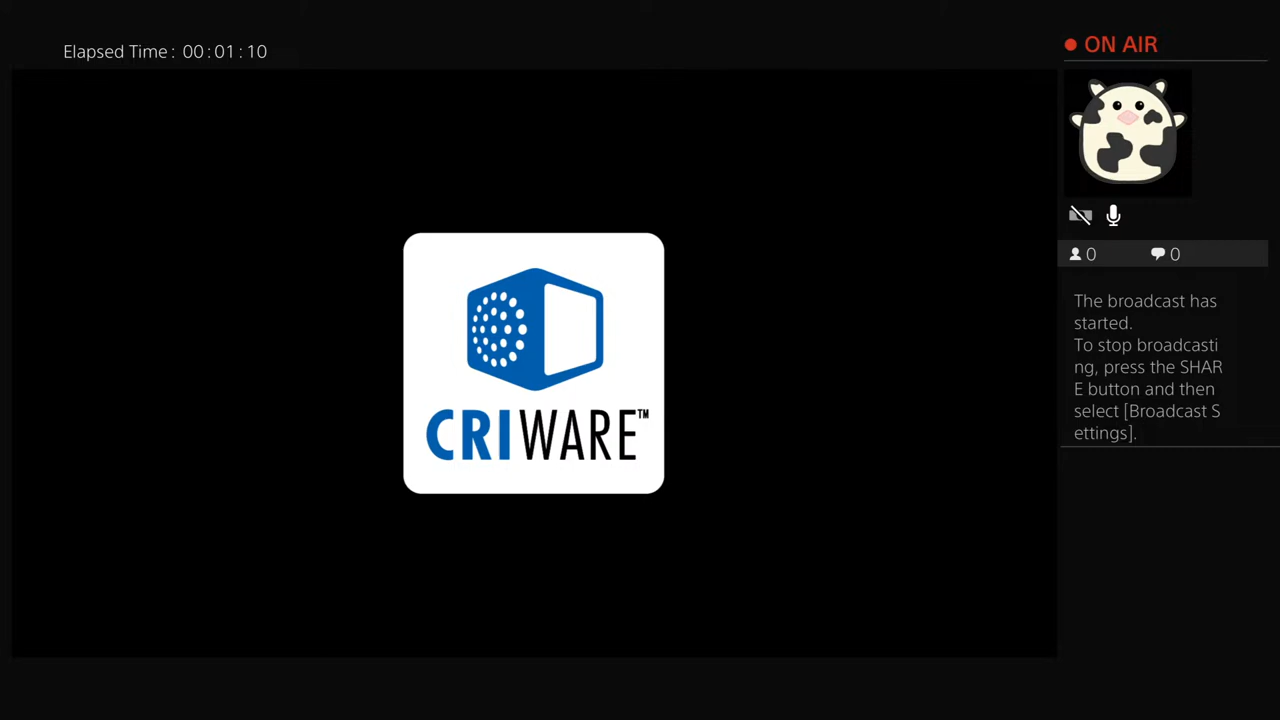 Elapsed Time: 00:01:10
ON AIR
0
0
The broadcast has
started.
To stop broadcasti
ng, press the SHAR
E button and then
select [Broadcast S
ettings].
CRIWARE™